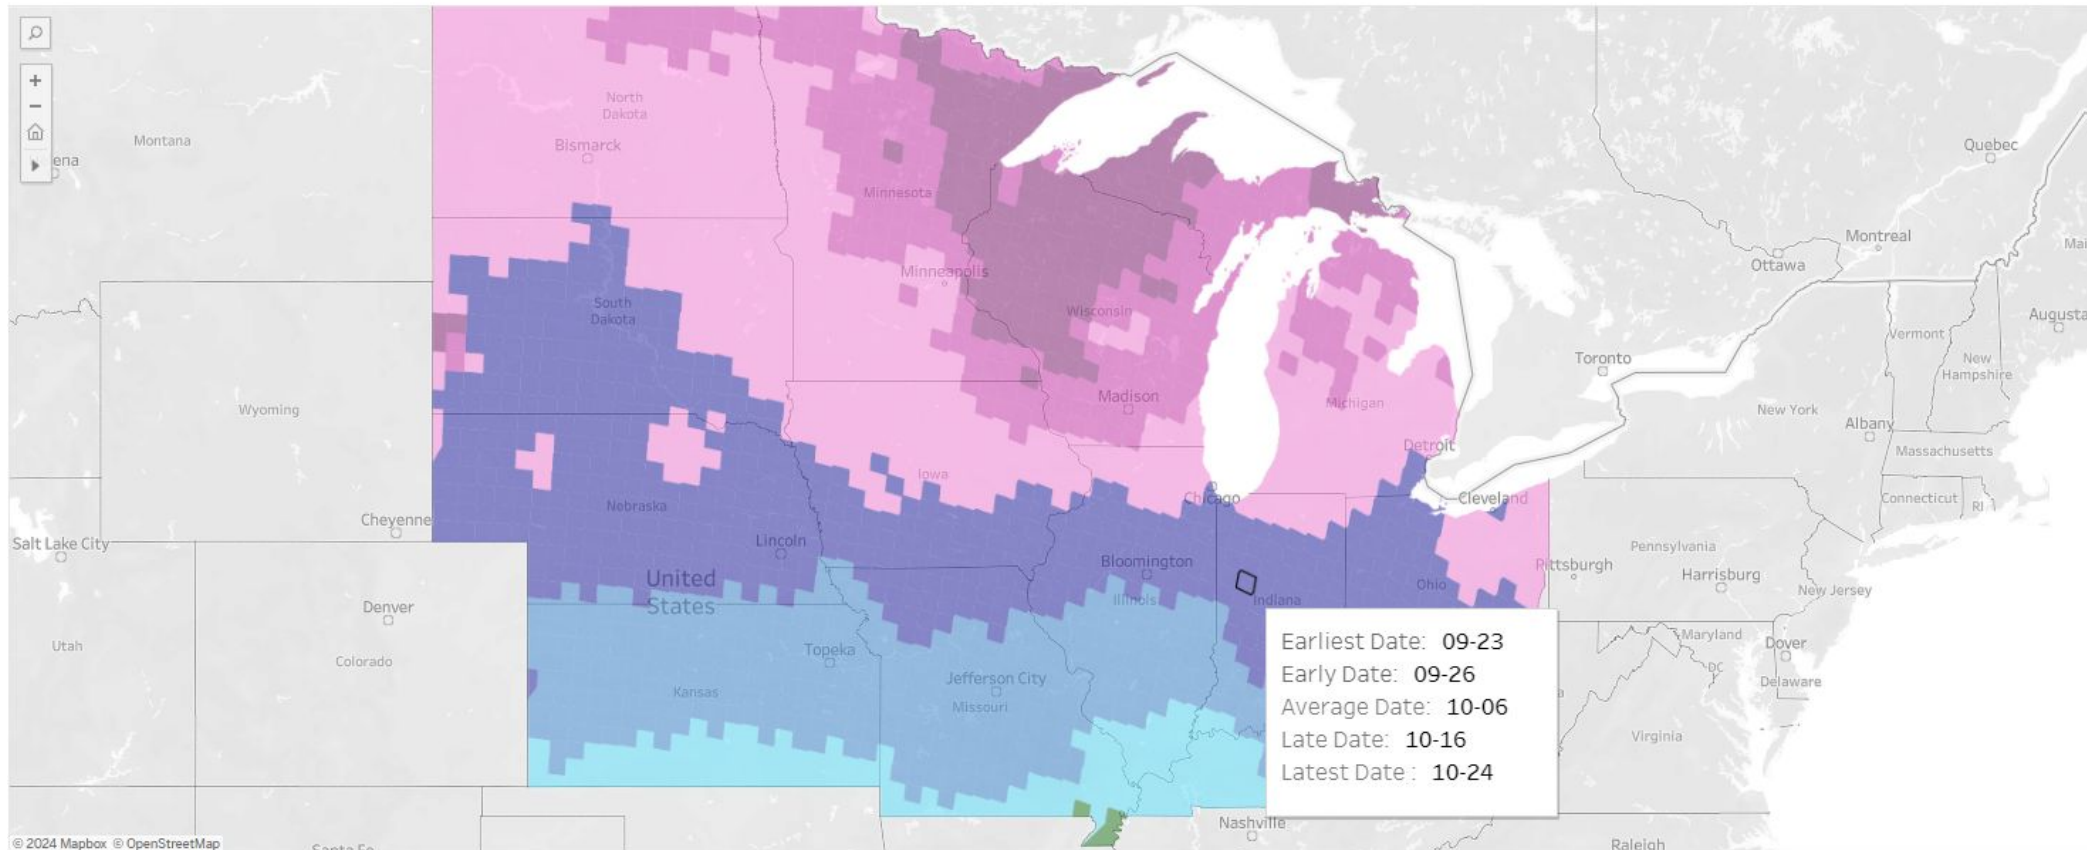 Quebec
North
Dakota
Montana
ena
Bismarck
Minnesota
Montreal
Mai
Ottawa
Minneapolis
South
Dakota
Wisconsin
Augusta
Vermont
Toronto
New
Hampshire
Madison
Michigan
Wyoming
New York
Albany
Detroit
Massachusetts
Iowa
Chicago
Cleveland
Connecticut
RI
Nebraska
Cheyenne
Salt Lake City
Lincoln
Bloomington
Pittsburgh
Pennsylvania
Harrisburg
United
States
Ohio
New Jersey
Illinois
Indiana
Denver
Maryland
Utah
Topeka
Colorado
Dover
DC
Delaware
Jefferson City
Kansas
Missouri
a
Virginia
Earliest Date: 09-23
Early Date: 09-26
Average Date: 10-06
Late Date: 10-16
Latest Date : 10-24
Nashville
Raleigh
© 2024 Mapbox © OpenStreetMap
Santa Fe